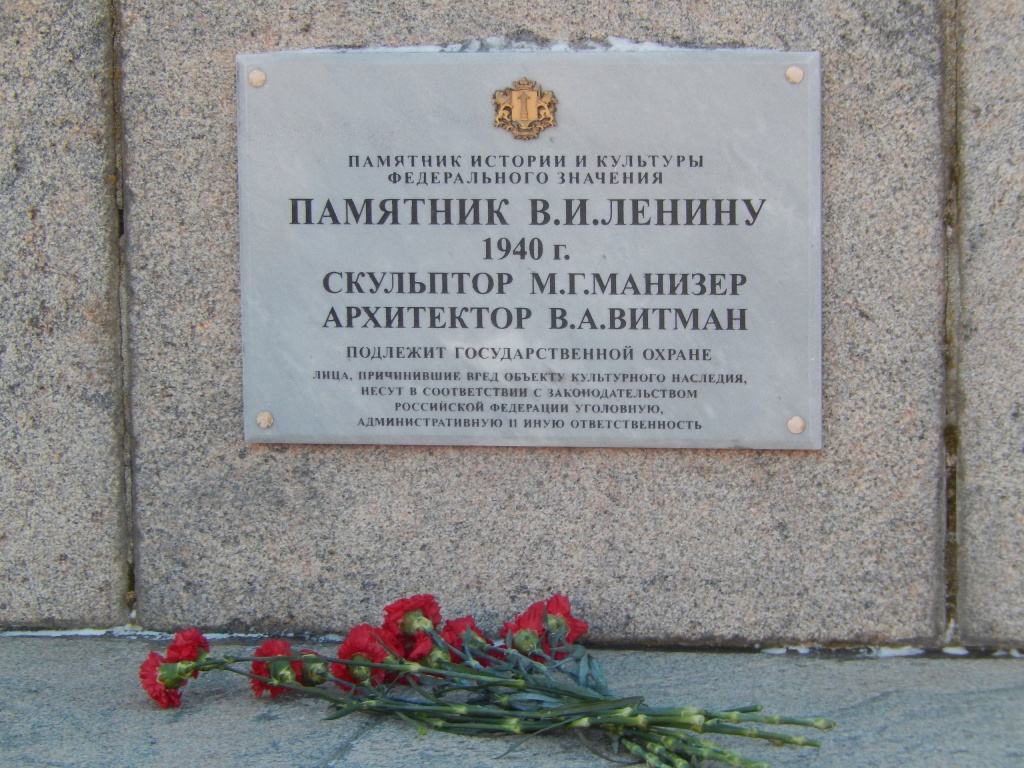 ПАМЯТНИК ИСТОРИИ И КУЛЬТУРЫ
ФЕДЕРАЛЬНОГО ЗНАЧЕНИЯ
ПАМЯТНИК В.И.ЛЕНИНУ
1940 г.
СКУЛЬПТОР М.Г.МАНИЗЕР
АРХИТЕКТОР В.А.ВИТМАН
ПОДЛЕЖИТ ГОСУДАРСТВЕННОЙ ОХРАНЕ
ЛИЦА, ПРИЧИНИВШИЕ ВРЕД ОБЪЕКТУ КУЛЬТУРНОГО НАСЛЕДИЯ,
НЕСУТ В СООТВЕТСТВИИ С ЗАКОНОДАТЕЛЬСТВОМ
РОССИЙСКОЙ ФЕДЕРАЦИИ УГОЛОВНУЮ,
АДМИНИСТРАТИВНУЮ И ИНУЮ ОТВЕТСТВЕННОСТЬ